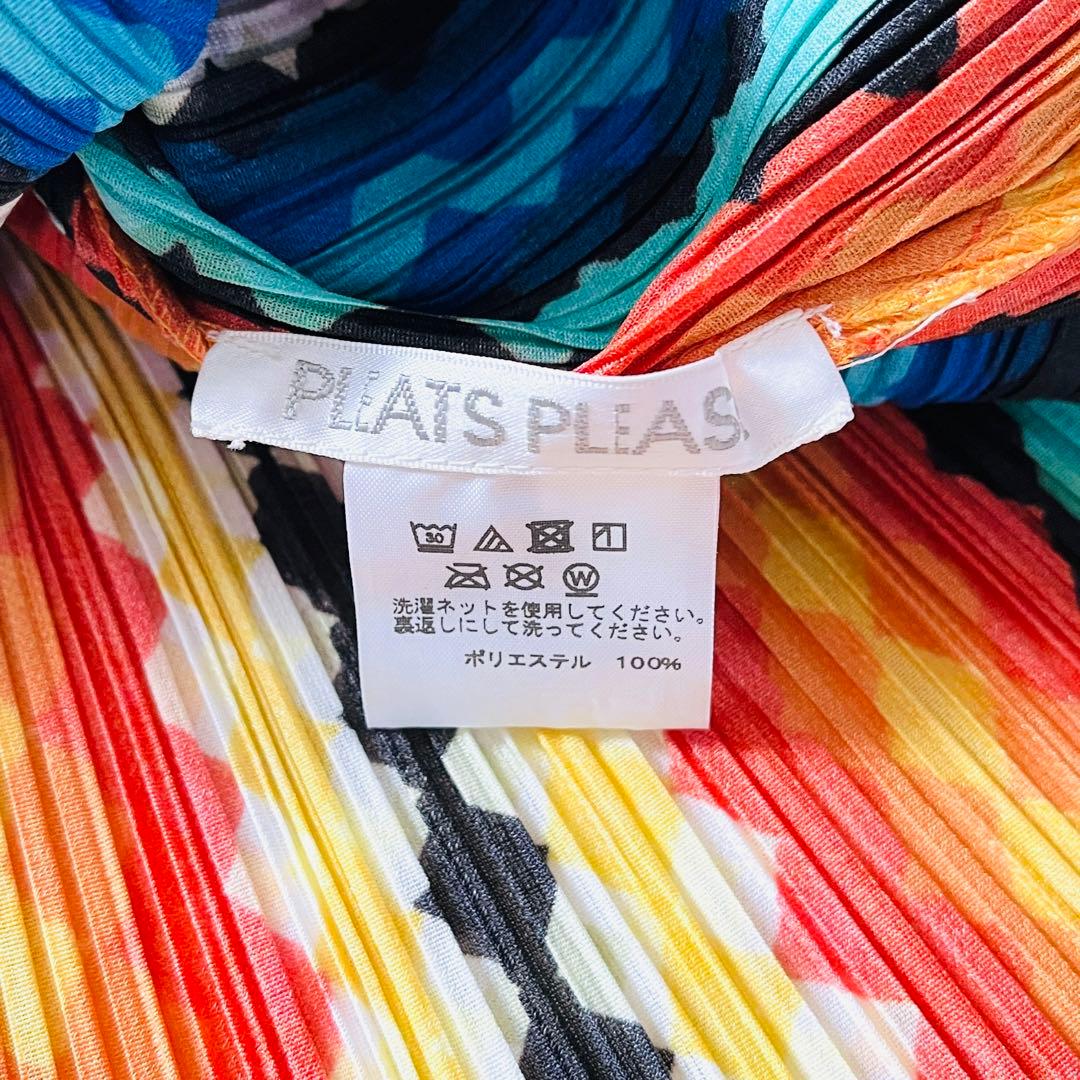 PLEATS PLEAS
30
W
洗濯ネットを使用してください。
裏返しにして洗ってください。
ポリエステル 100%